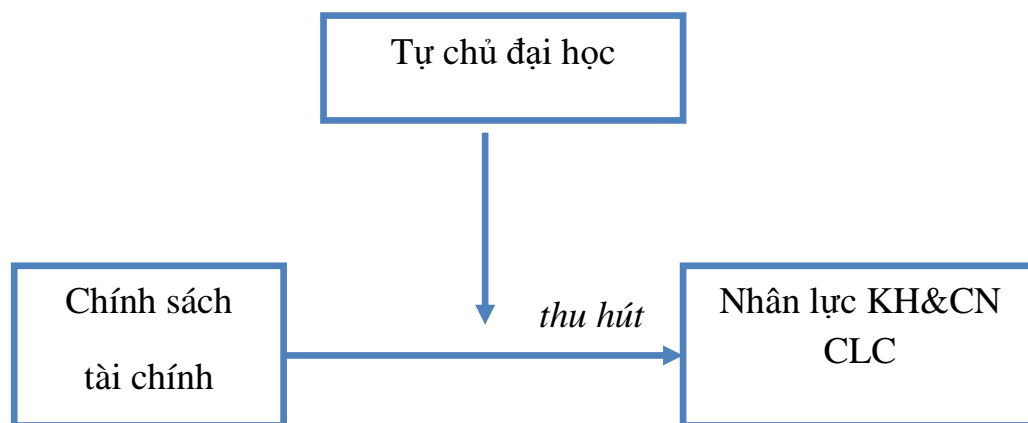 Tự chủ đại học
Chính sách
tài chính
thu hút
Nhân lực KH&CN
CLC